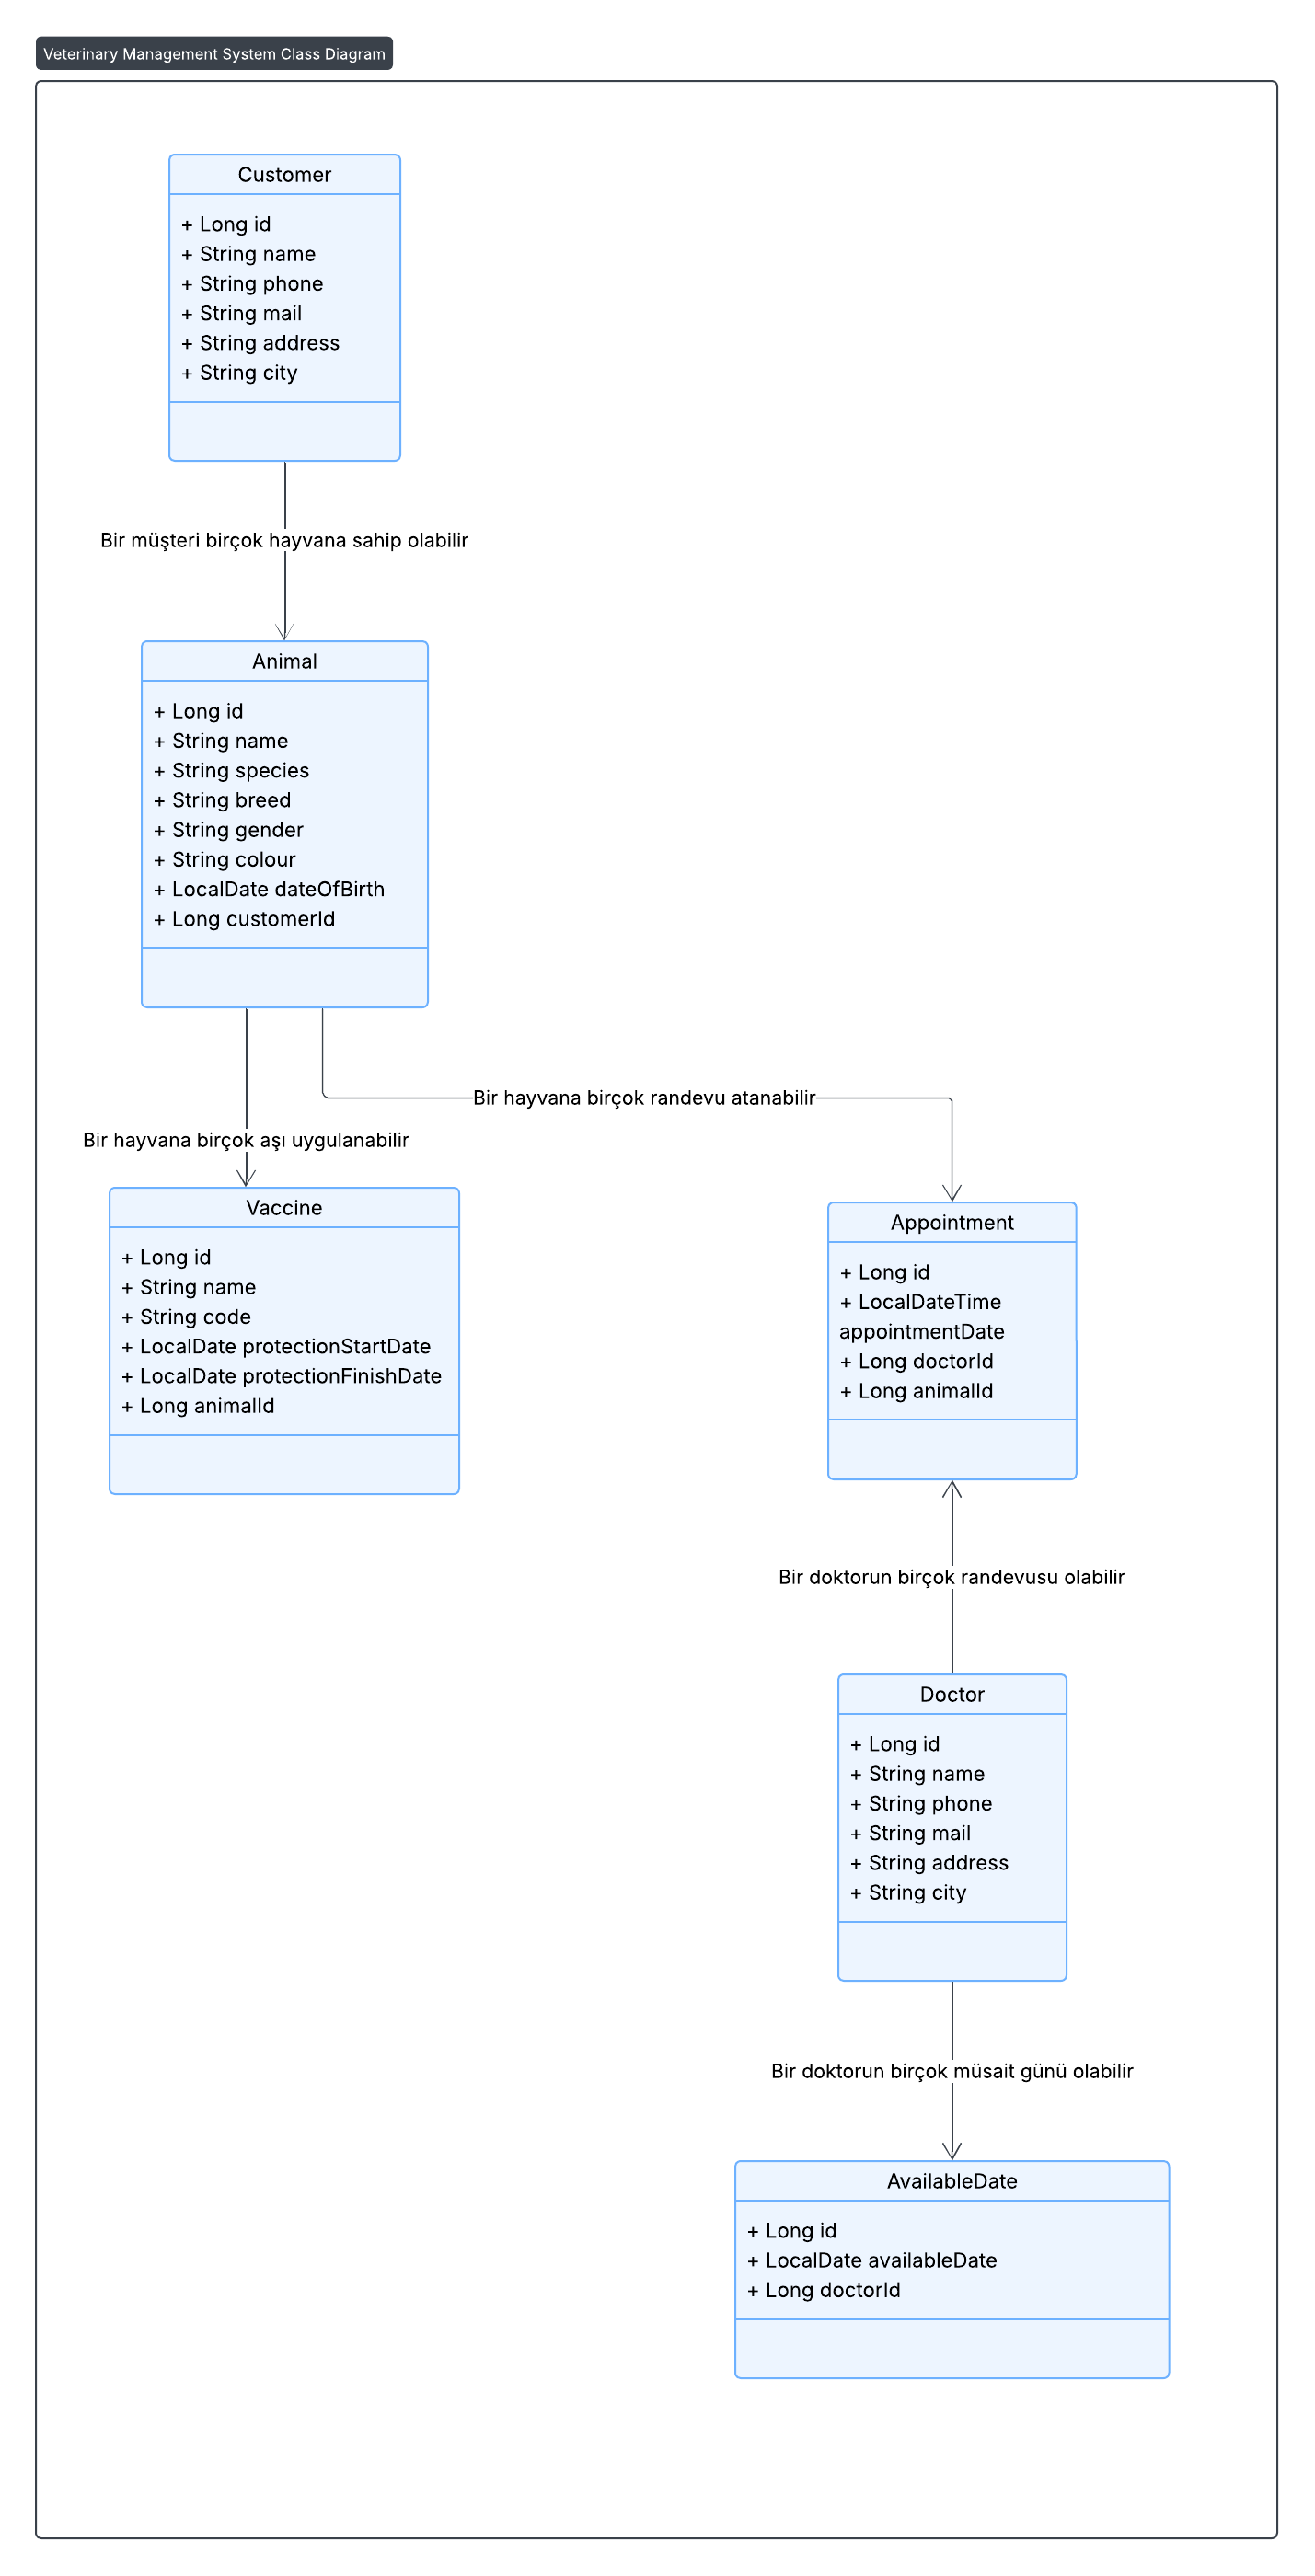 Veterinary Management System Class Diagram
Customer
+ Long id
+ String name
+ String phone
+ String mail
+ String address
+ String city
Bir müşteri birçok hayvana sahip olabilir
Animal
+ Long id
+ String name
+ String species
+ String breed
+ String gender
+ String colour
+ LocalDate dateOfBirth
+ Long customerId
Bir hayvana birçok randevu atanabilir
Bir hayvana birçok aşı uygulanabilir
Vaccine
+ Long id
+ String name
+ String code
+ LocalDate protectionStartDate
+ LocalDate protectionFinishDate
+ Long animalId
Appointment
+ Long id
+ LocalDateTime
appointmentDate
+ Long doctorId
+ Long animalId
Bir doktorun birçok randevusu olabilir
Doctor
+ Long id
+ String name
+ String phone
+ String mail
+ String address
+ String city
Bir doktorun birçok müsait günü olabilir
AvailableDate
+ Long id
+ LocalDate availableDate
+ Long doctorId